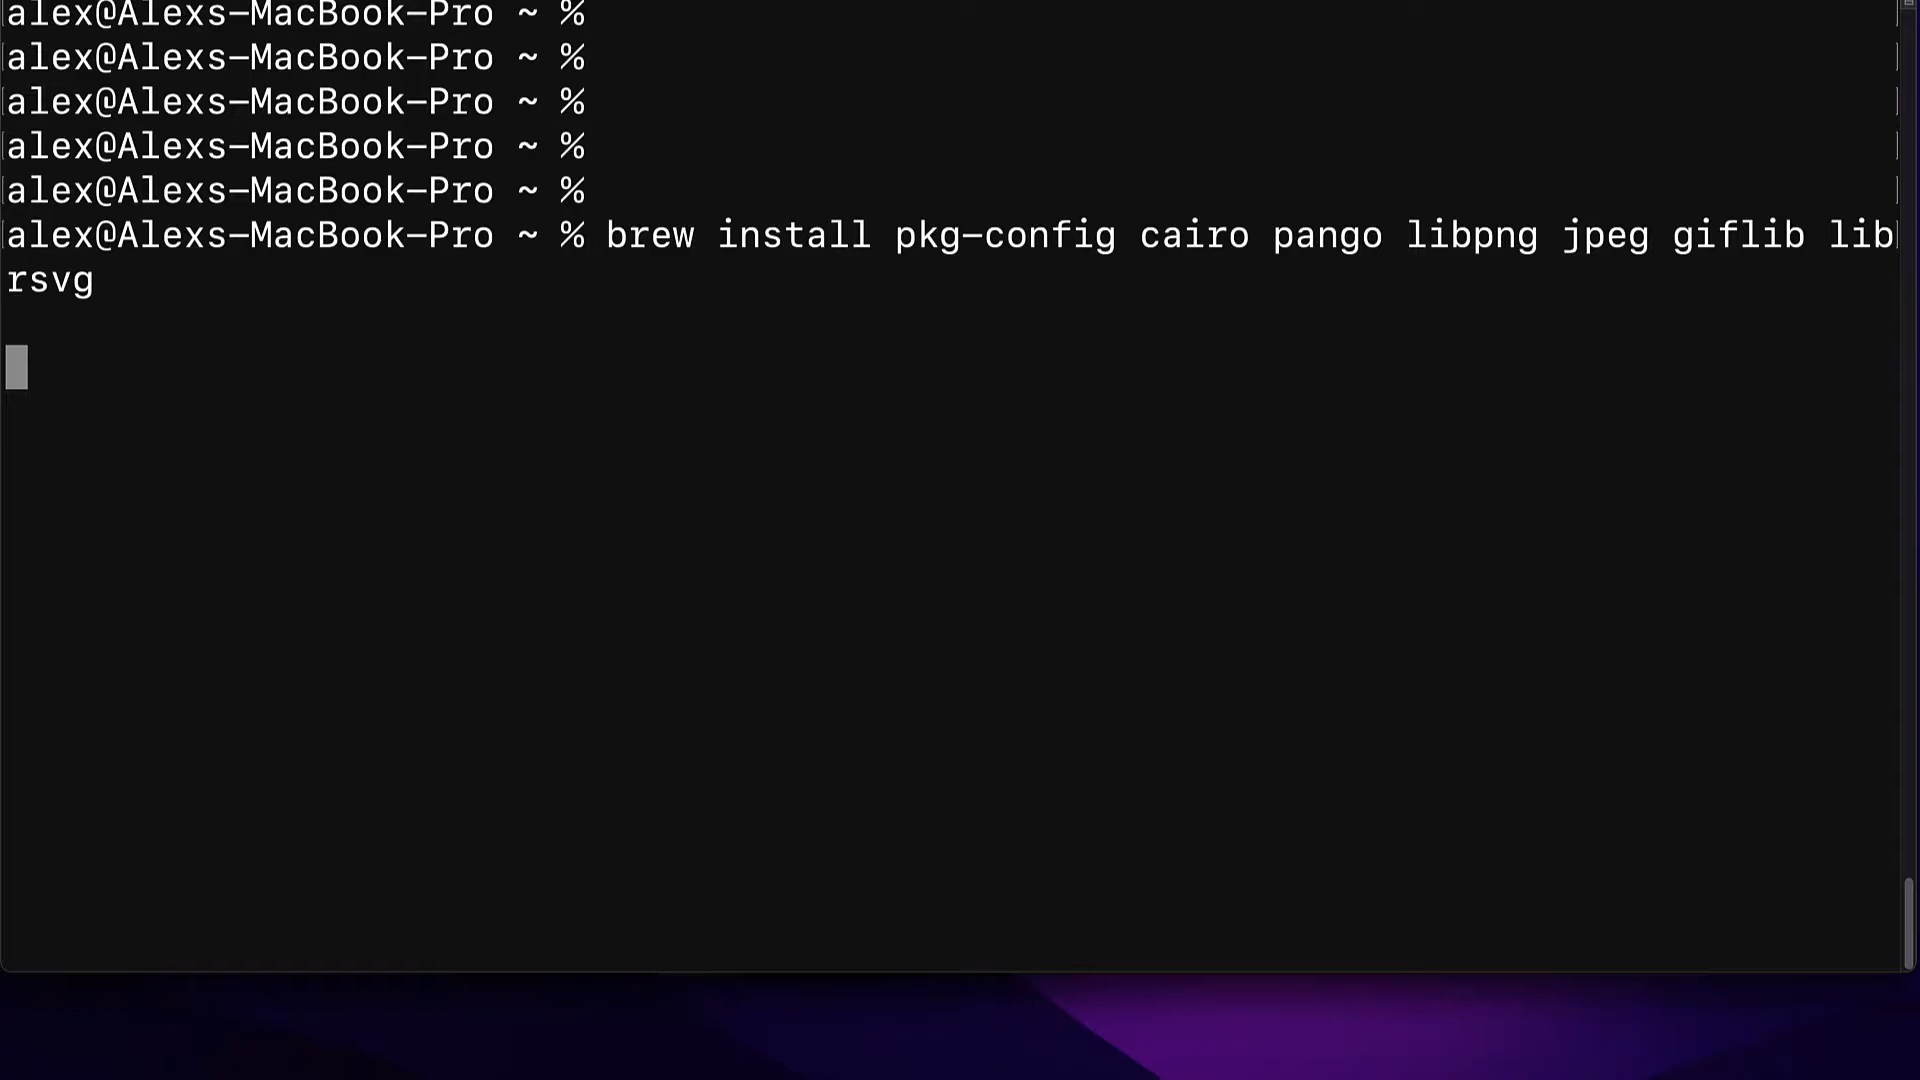 alex@Alexs-MacBook-Pro ~ %
alex@Alexs-MacBook-Pro ~ %
alex@Alexs-MacBook-Pro ~ %
alex@Alexs-MacBook-Pro ~ %
alex@Alexs-MacBook-Pro ~ %
alex@Alexs-MacBook-Pro ~ % brew install pkg-config cairo pango libpng jpeg giflib lib
rsvg